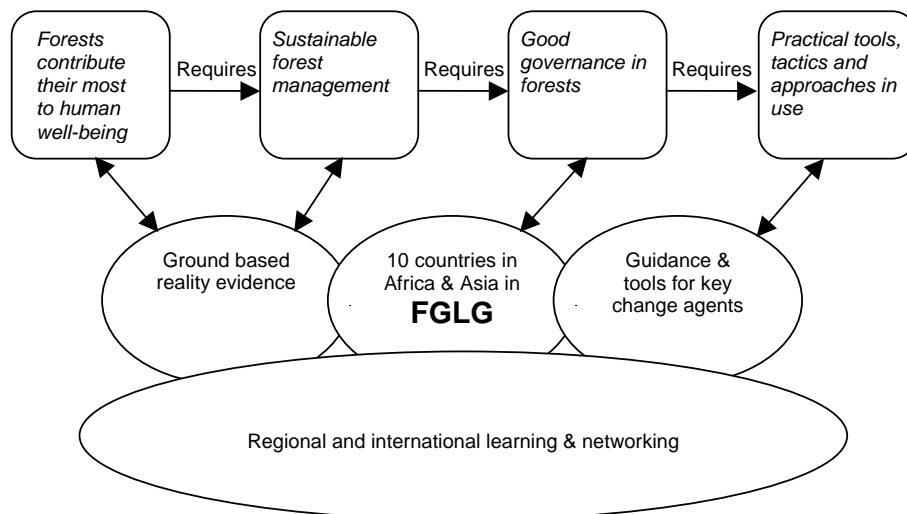 Forests
contribute
their most
to human
well-being
Requires
Sustainable
forest
management
Requires
Good
governance in
forests
Requires
Practical tools,
tactics and
approaches in
use
Ground based
reality evidence
10 countries in
Africa & Asia in
FGLG
Guidance &
tools for key
change agents
Regional and international learning & networking